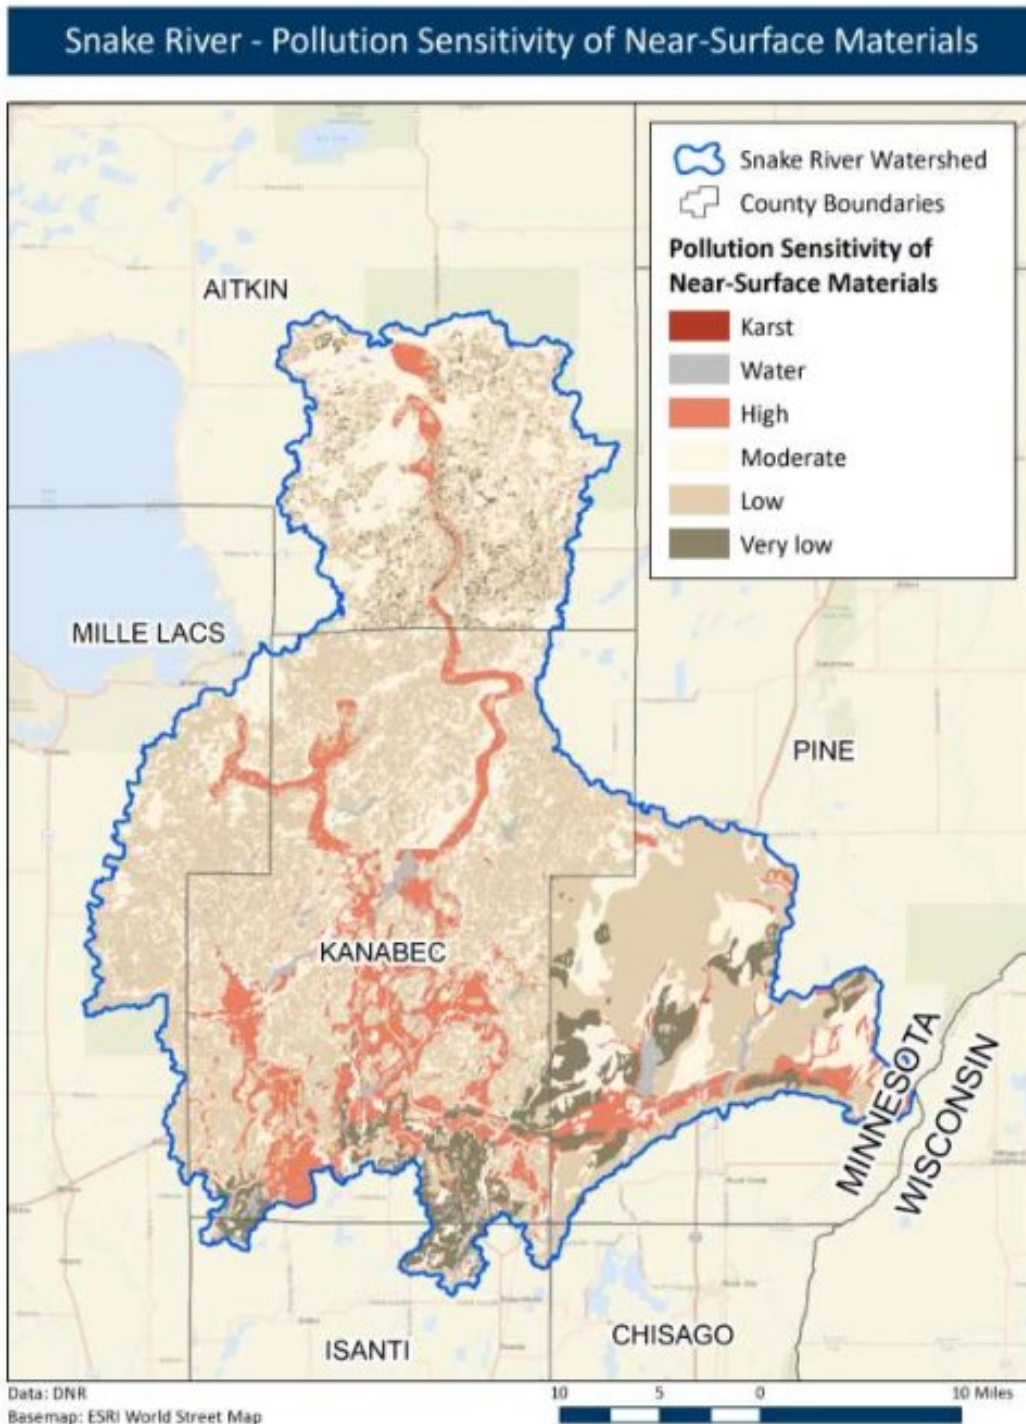 Snake River - Pollution Sensitivity of Near-Surface Materials
Snake River Watershed
County Boundaries
Pollution Sensitivity of
Near-Surface Materials
Karst
Water
High
Moderate
Low
Very low
AITKIN
MILLE LACS
PINE
KANABEC
MINNESOTA
WISCONSIN
ISANTI
CHISAGO
Data: DNR
Basemap: ESRI World Street Map
10 5 0 10 Miles